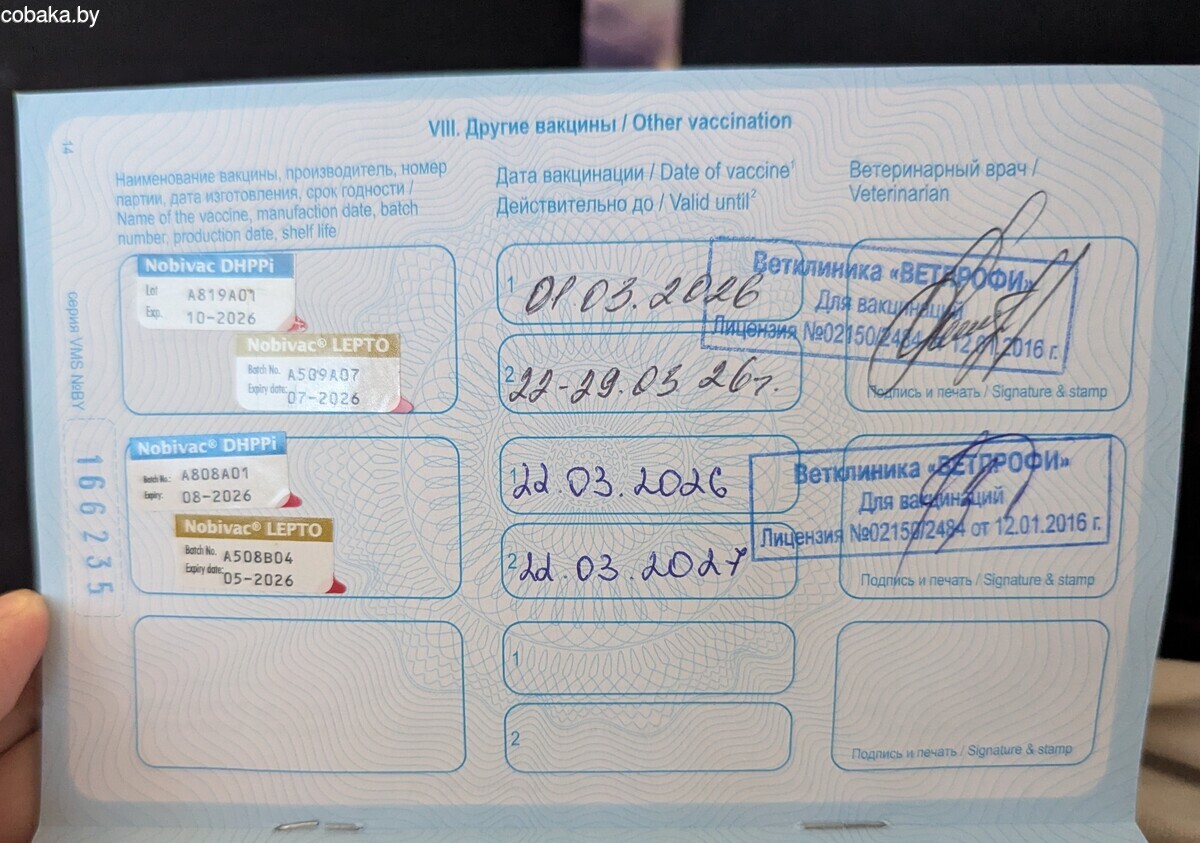 cobaka.by
14
VIII. Другие вакцины / Other vaccination
Наименование вакцины, производитель, номер
партии, дата изготовления, срок годности /
Name of the vaccine, manufaction date, batch
number, production date, shelf life
Дата вакцинации / Date of vaccine¹
Действительно до / Valid until²
Ветеринарный врач /
Veterinarian
Nobivac DHPPi
Lot A819A01
Exp. 10-2026
Nobivac® LEPTO
Batch No. A509A07
Expiry date: 07-2026
1 01.03.2026
2 22-29.03 26г.
Ветклиника «ВЕТПРОФИ»
Для вакцинаций
Лицензия №02150/2484 от 12.01.2016 г.
Подпись и печать / Signature & stamp
Nobivac® DHPPi
Batch No.: A808A01
Expiry: 08-2026
Nobivac® LEPTO
Batch No. A508B04
Expiry date: 05-2026
1 22.03.2026
2 22.03.2027
Ветклиника «ВЕТПРОФИ»
Для вакцинаций
Лицензия №02150/2484 от 12.01.2016 г.
Подпись и печать / Signature & stamp
1
2
Подпись и печать / Signature & stamp
серия VMS №BY
166235